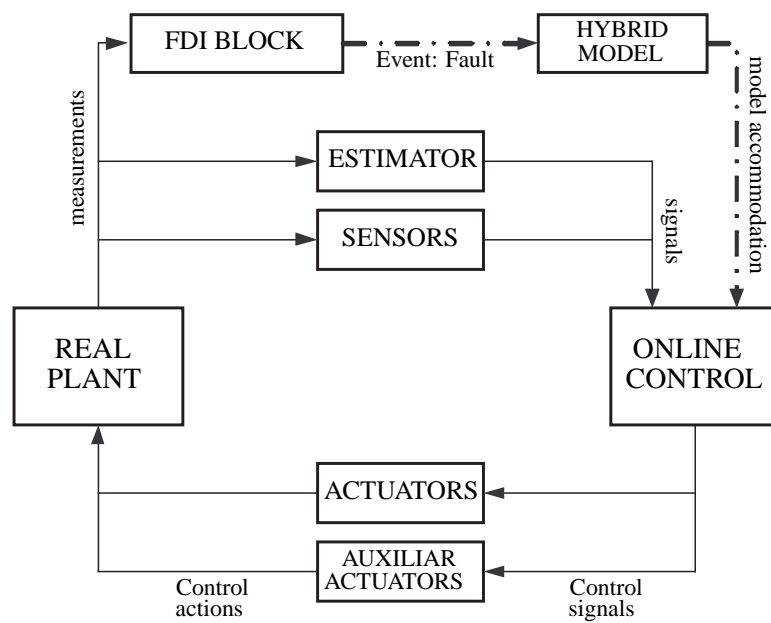 FDI BLOCK
Event: Fault
HYBRID
MODEL
model accommodation
measurements
ESTIMATOR
signals
SENSORS
REAL
PLANT
ONLINE
CONTROL
ACTUATORS
AUXILIAR
ACTUATORS
Control
actions
Control
signals